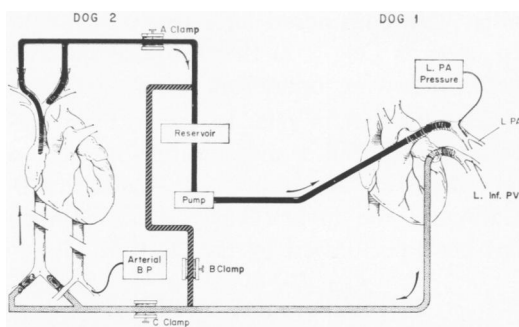 DOG 2
DOG 1
A Clamp
L. PA
Pressure
Reservoir
L PA
Pump
L. Inf. PV
Arterial
B P
B Clamp
C Clamp